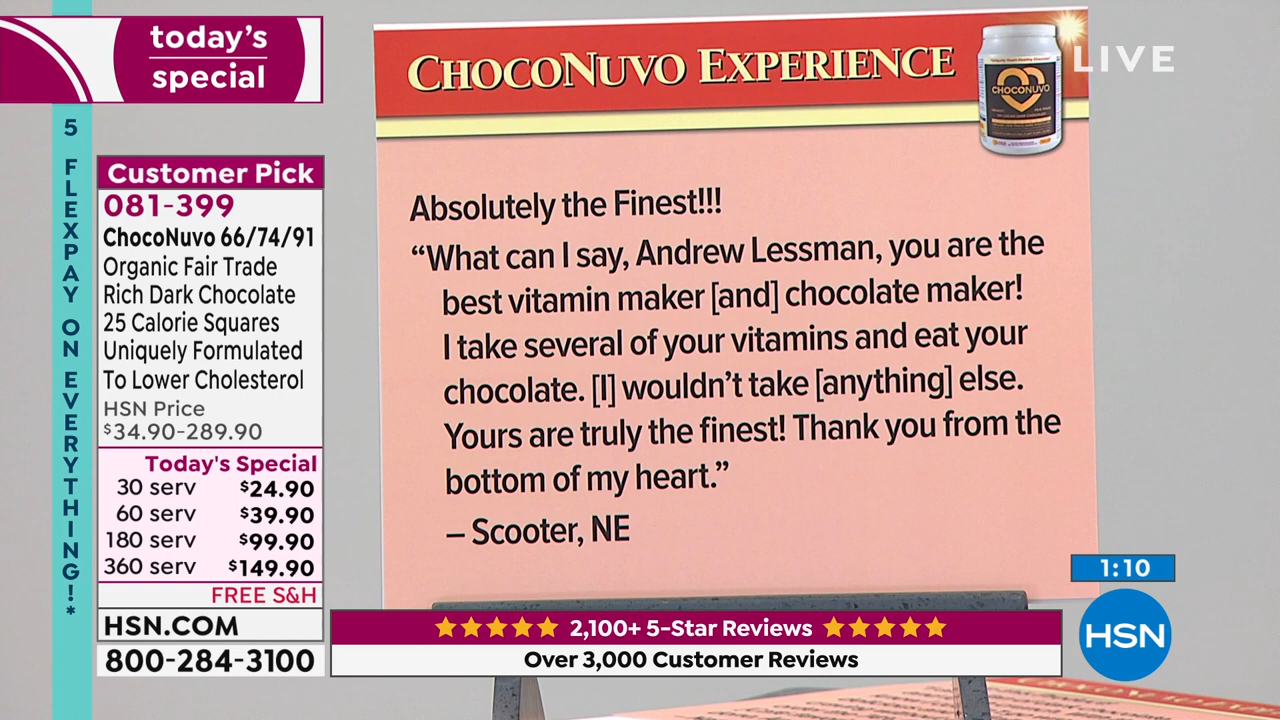 today's
special
5 FLEXPAY ON EVERYTHING!*
Customer Pick
081-399
ChocoNuvo 66/74/91
Organic Fair Trade
Rich Dark Chocolate
25 Calorie Squares
Uniquely Formulated
To Lower Cholesterol
HSN Price
$34.90-289.90
Today's Special
30 serv $24.90
60 serv $39.90
180 serv $99.90
360 serv $149.90
FREE S&H
HSN.COM
800-284-3100
CHOCONUVO EXPERIENCE
CHOCONUVO
LIVE
Absolutely the Finest!!!
“What can I say, Andrew Lessman, you are the
best vitamin maker [and] chocolate maker!
I take several of your vitamins and eat your
chocolate. [I] wouldn’t take [anything] else.
Yours are truly the finest! Thank you from the
bottom of my heart.”
– Scooter, NE
1:10
HSN
2,100+ 5-Star Reviews
Over 3,000 Customer Reviews